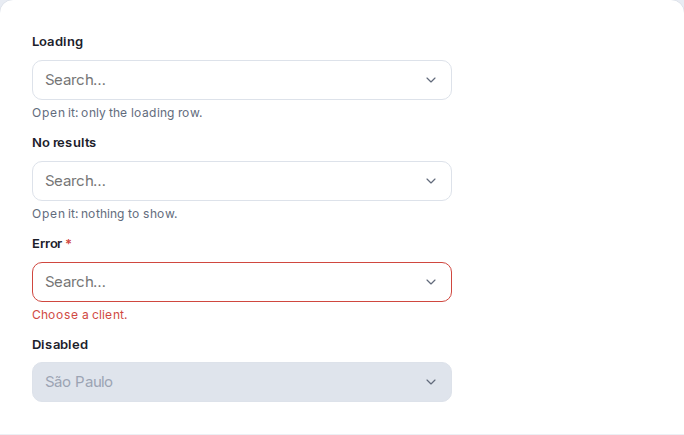 Loading
Search...
Open it: only the loading row.
No results
Search...
Open it: nothing to show.
Error *
Search...
Choose a client.
Disabled
São Paulo